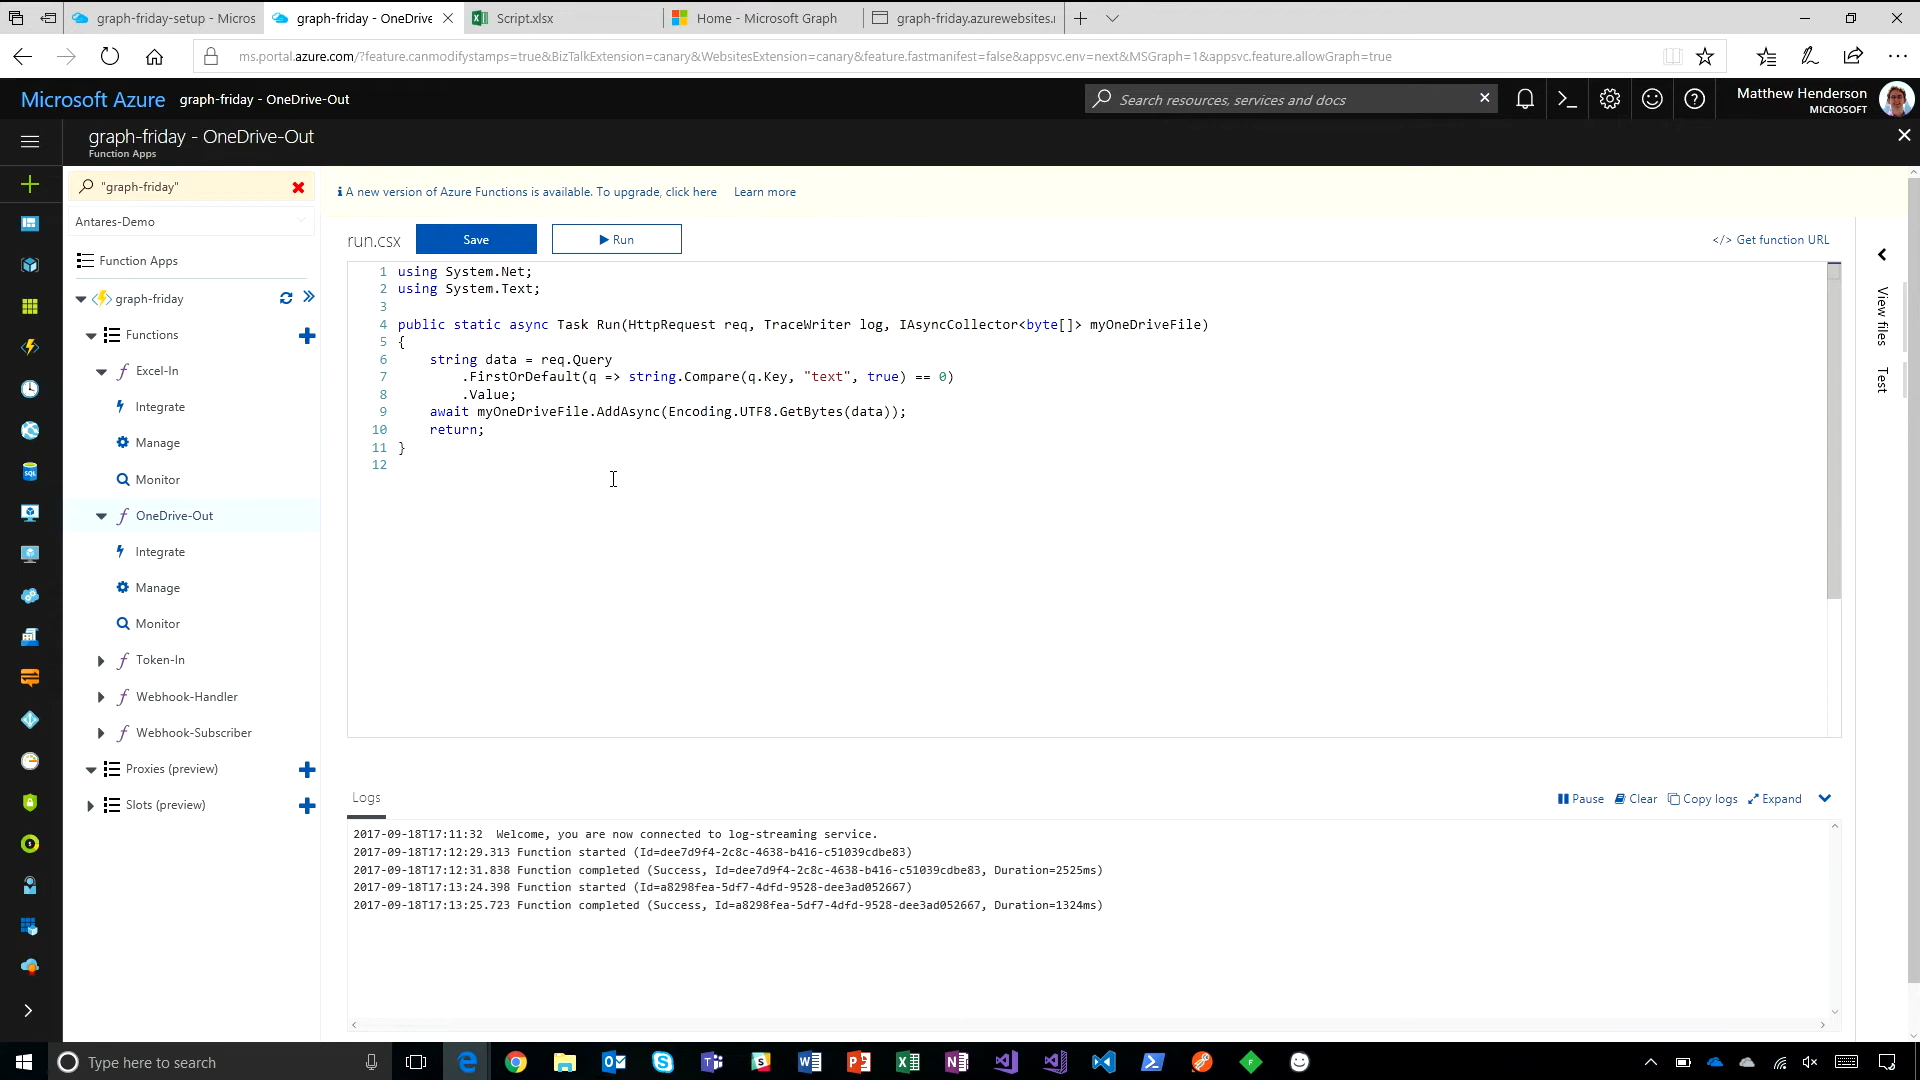 graph-friday-setup - Micros
graph-friday - OneDrive
Script.xlsx
Home - Microsoft Graph
graph-friday.azurewebsites.
ms.portal.azure.com/?feature.canmodifystamps=true&BizTalkExtension=canary&WebsitesExtension=canary&feature.fastmanifest=false&appsvc.env=next&MSGraph=1&appsvc.feature.allowGraph=true
Microsoft Azure graph-friday - OneDrive-Out
Search resources, services and docs
Matthew Henderson
MICROSOFT
graph-friday - OneDrive-Out
Function Apps
"graph-friday"
Antares-Demo
Function Apps
graph-friday
Functions
Excel-In
Integrate
Manage
Monitor
OneDrive-Out
Integrate
Manage
Monitor
Token-In
Webhook-Handler
Webhook-Subscriber
Proxies (preview)
Slots (preview)
A new version of Azure Functions is available. To upgrade, click here Learn more
run.csx Save Run
</> Get function URL
View files
Test
1 using System.Net;
2 using System.Text;
3
4 public static async Task Run(HttpRequest req, TraceWriter log, IAsyncCollector<byte[]> myOneDriveFile)
5 {
6 string data = req.Query
7 .FirstOrDefault(q => string.Compare(q.Key, "text", true) == 0)
8 .Value;
9 await myOneDriveFile.AddAsync(Encoding.UTF8.GetBytes(data));
10 return;
11 }
12
Logs
Pause Clear Copy logs Expand
2017-09-18T17:11:32 Welcome, you are now connected to log-streaming service.
2017-09-18T17:12:29.313 Function started (Id=dee7d9f4-2c8c-4638-b416-c51039cdbe83)
2017-09-18T17:12:31.838 Function completed (Success, Id=dee7d9f4-2c8c-4638-b416-c51039cdbe83, Duration=2525ms)
2017-09-18T17:13:24.398 Function started (Id=a8298fea-5df7-4dfd-9528-dee3ad052667)
2017-09-18T17:13:25.723 Function completed (Success, Id=a8298fea-5df7-4dfd-9528-dee3ad052667, Duration=1324ms)
Type here to search